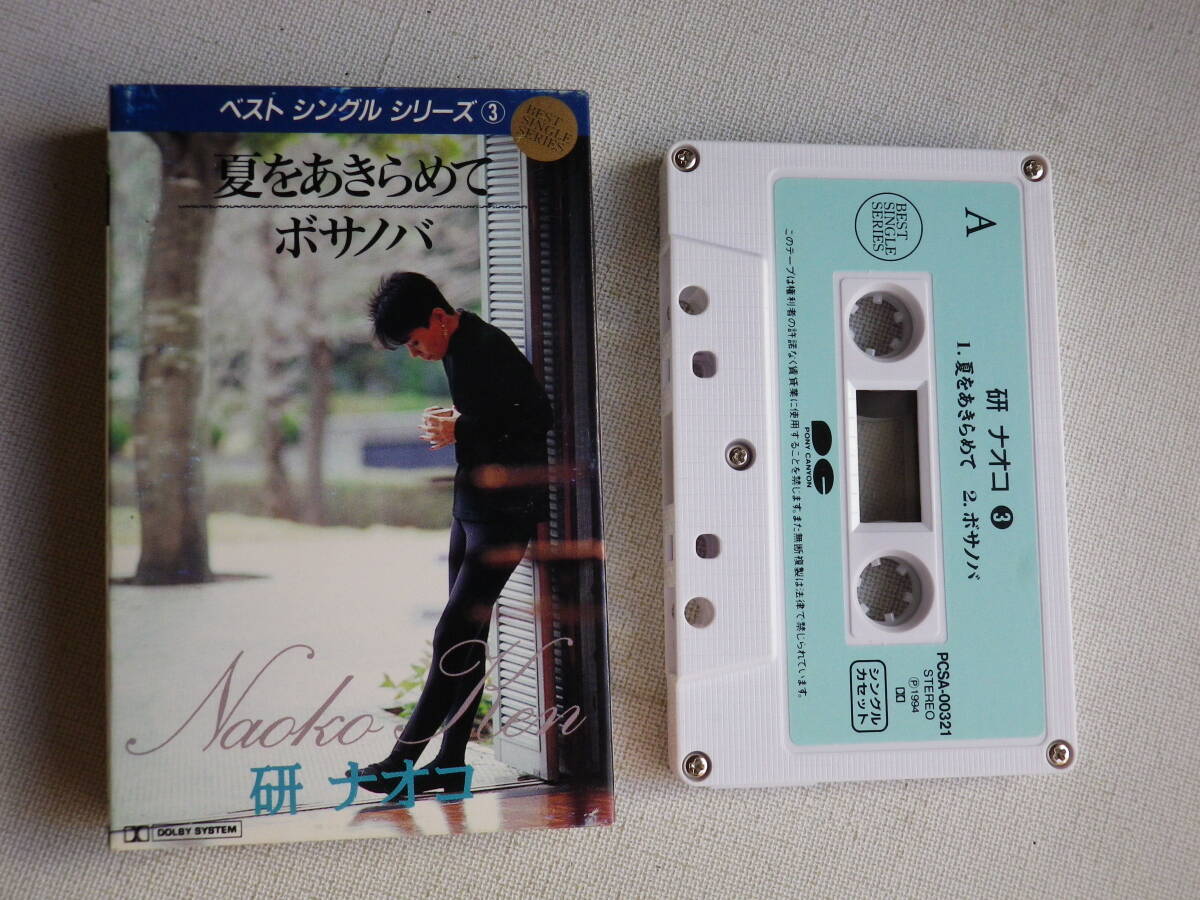 ベスト シングル シリーズ③
BEST
SINGLE
SERIES
夏をあきらめて
ボサノバ
Naoko Ken
研 ナオコ
DOLBY SYSTEM
A
BEST
SINGLE
SERIES
研 ナオコ ❸
1. 夏をあきらめて 2. ボサノバ
PONY CANYON
このテープは権利者の許諾なく賃貸業に使用することを禁じます。また無断複製は法律で禁じられています。
PCSA-00321
STEREO
Ⓟ1994
シングル
カセット